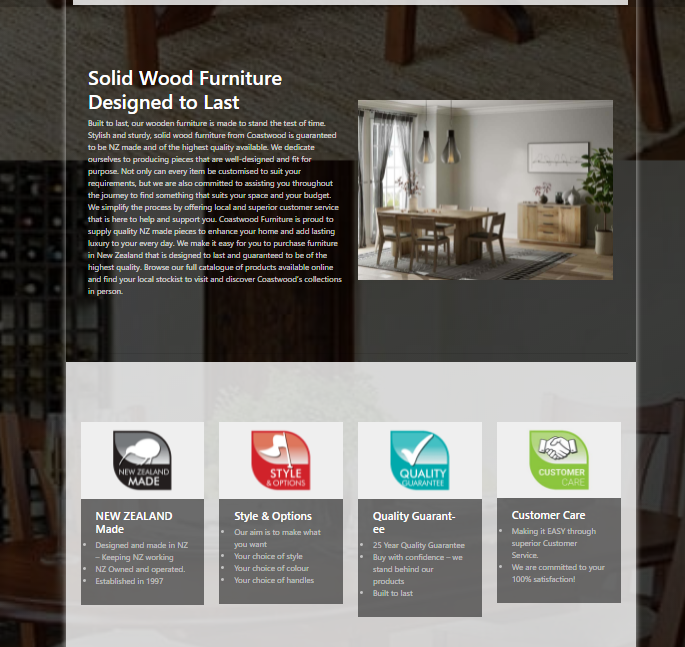 Solid Wood Furniture
Designed to Last
Built to last, our wooden furniture is made to stand the test of time.
Stylish and sturdy, solid wood furniture from Coastwood is guaranteed
to be NZ made and of the highest quality available. We dedicate
ourselves to producing pieces that are well-designed and fit for
purpose. Not only can every item be customised to suit your
requirements, but we are also committed to assisting you throughout
the journey to find something that suits your space and your budget.
We simplify the process by offering local and superior customer service
that is here to help and support you. Coastwood Furniture is proud to
supply quality NZ made pieces to enhance your home and add lasting
luxury to your every day. We make it easy for you to purchase furniture
in New Zealand that is designed to last and guaranteed to be of the
highest quality. Browse our full catalogue of products available online
and find your local stockist to visit and discover Coastwood's collections
in person.
NEW ZEALAND
MADE
STYLE
& OPTIONS
QUALITY
GUARANTEE
CUSTOMER
CARE
NEW ZEALAND
Made
Designed and made in NZ
– Keeping NZ working
NZ Owned and operated.
Established in 1997
Style & Options
Our aim is to make what
you want
Your choice of style
Your choice of colour
Your choice of handles
Quality Guarant-
ee
25 Year Quality Guarantee
Buy with confidence – we
stand behind our
products
Built to last
Customer Care
Making it EASY through
superior Customer
Service.
We are committed to your
100% satisfaction!